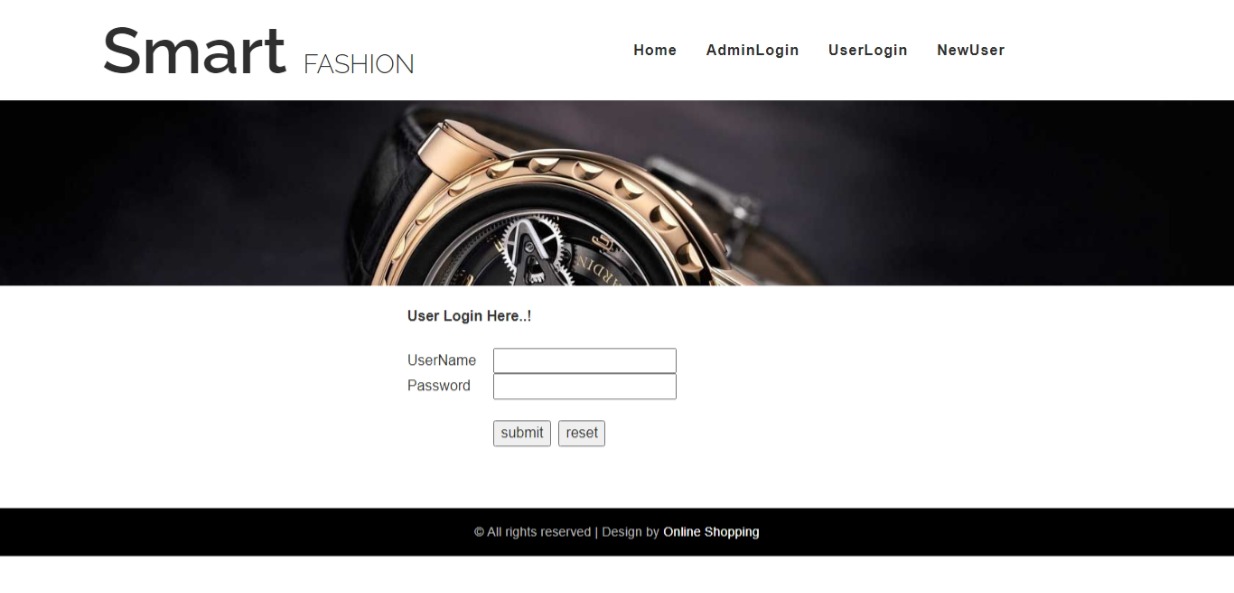 Smart FASHION
Home AdminLogin UserLogin NewUser
User Login Here..!
UserName
Password
submit reset
© All rights reserved | Design by Online Shopping